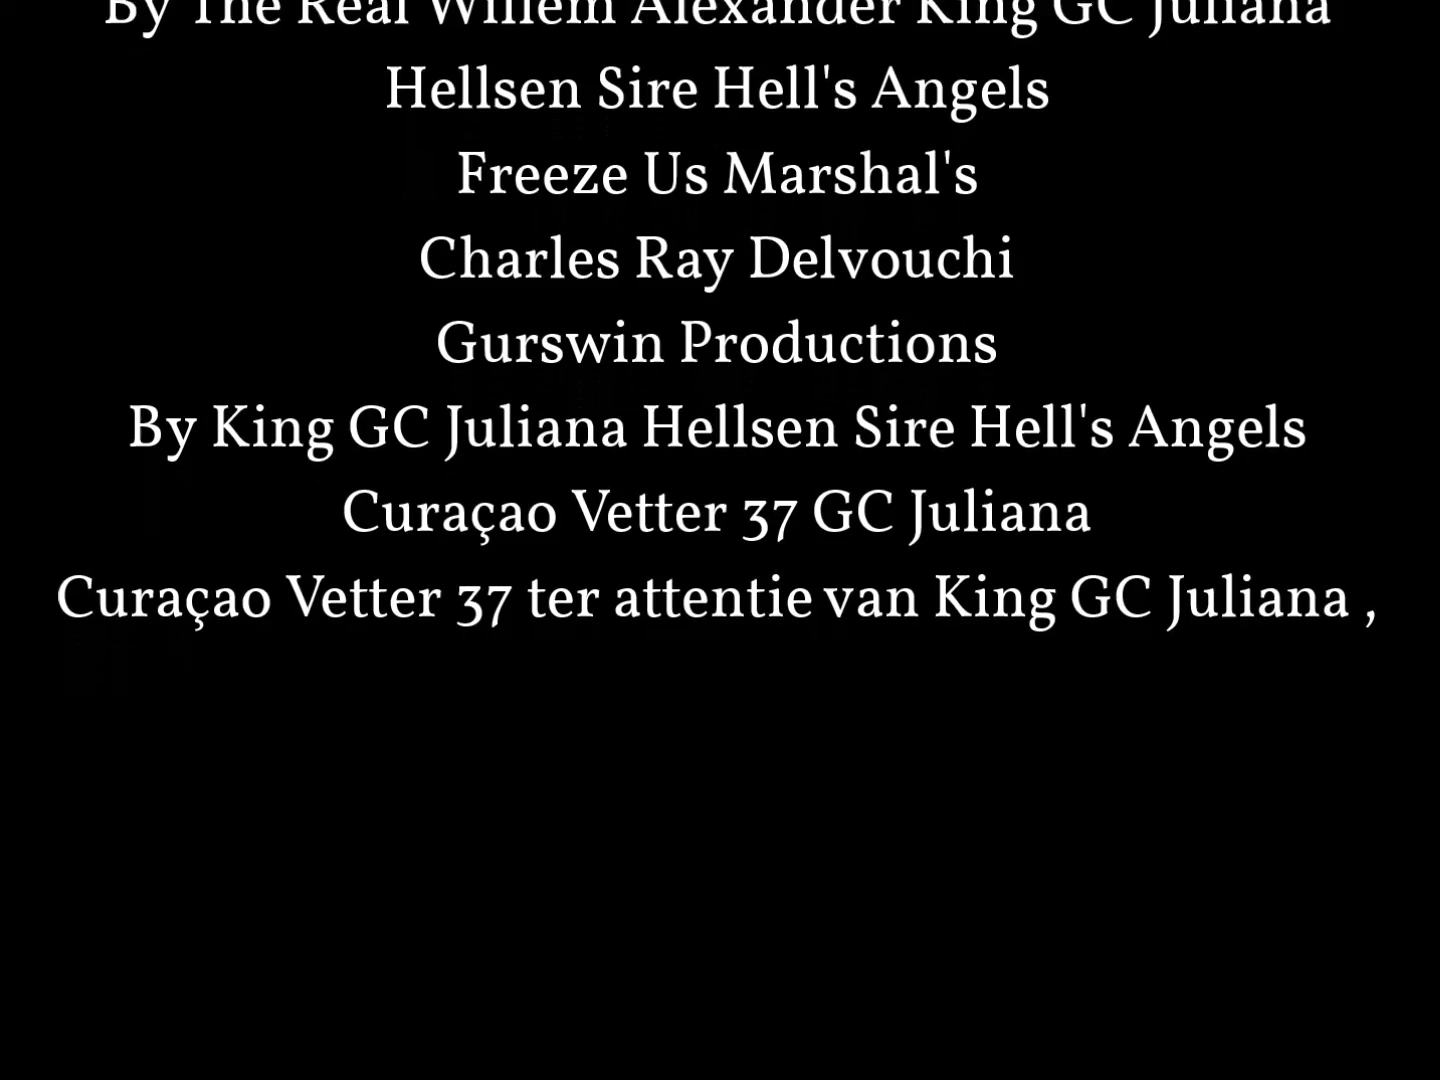 By The Real Willem Alexander King GC Juliana
Hellsen Sire Hell's Angels
Freeze Us Marshal's
Charles Ray Delvouchi
Gurswin Productions
By King GC Juliana Hellsen Sire Hell's Angels
Curaçao Vetter 37 GC Juliana
Curaçao Vetter 37 ter attentie van King GC Juliana ,